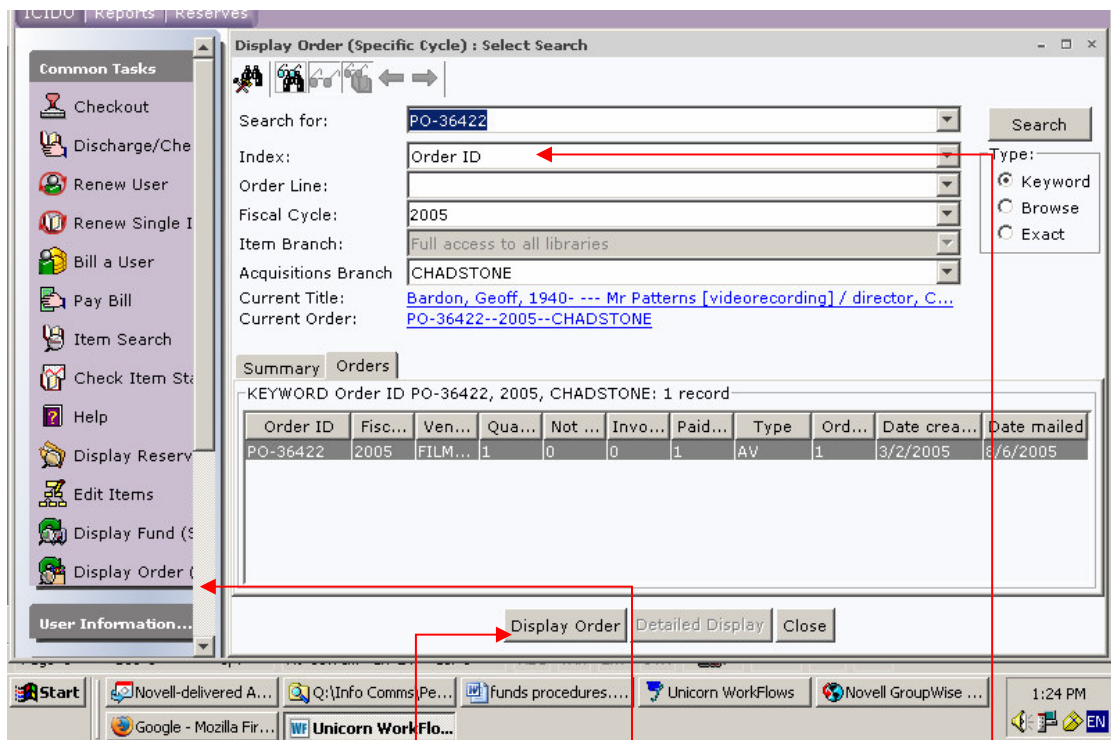 ICIDO | Reports | Reserves
Display Order (Specific Cycle) : Select Search
Common Tasks
Checkout
Discharge/Che
Renew User
Renew Single I
Bill a User
Pay Bill
Item Search
Check Item Sta
Help
Display Reserv
Edit Items
Display Fund (S
Display Order (
User Information...
Search for: PO-36422
Search
Index: Order ID
Type:
Order Line:
Keyword
Fiscal Cycle: 2005
Browse
Item Branch: Full access to all libraries
Exact
Acquisitions Branch CHADSTONE
Current Title: Bardon, Geoff, 1940- --- Mr Patterns [videorecording] / director, C...
Current Order: PO-36422--2005--CHADSTONE
Summary Orders
KEYWORD Order ID PO-36422, 2005, CHADSTONE: 1 record
Order ID Fisc... Ven... Qua... Not ... Invo... Paid... Type Ord... Date crea... Date mailed
PO-36422 2005 FILM... 1 0 0 1 AV 1 3/2/2005 8/6/2005
Display Order Detailed Display Close
Start Novell-delivered A... Q:\Info Comms\Pe... funds procedures.... Unicorn WorkFlows Novell GroupWise ... 1:24 PM
Google - Mozilla Fir... WF Unicorn WorkFlo... EN